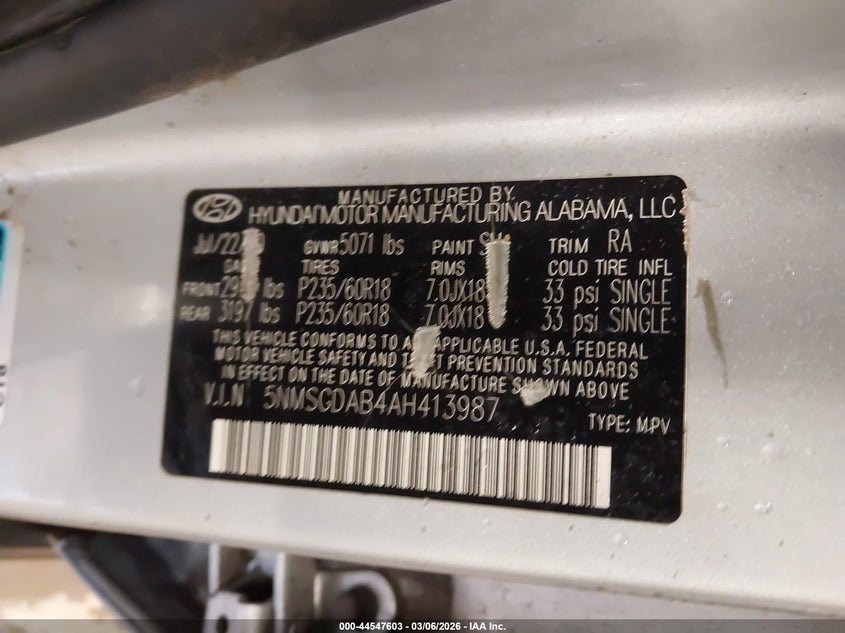 MANUFACTURED BY
HYUNDAI MOTOR MANUFACTURING ALABAMA, LLC
GVWR 5071 lbs PAINT TRIM RA
TIRES RIMS COLD TIRE INFL
FRONT lbs P235/60R18 7.0JX18 33 psi SINGLE
REAR 3197 lbs P235/60R18 7.0JX18 33 psi SINGLE
THIS VEHICLE CONFORMS TO APPLICABLE U.S.A. FEDERAL
MOTOR VEHICLE SAFETY AND PREVENTION STANDARDS
IN EFFECT ON THE DATE OF MANUFACTURE SHOWN ABOVE
V.I.N 5NMSGDAB4AH413987
TYPE: MPV
000-44547603 - 03/06/2026 - IAA Inc.